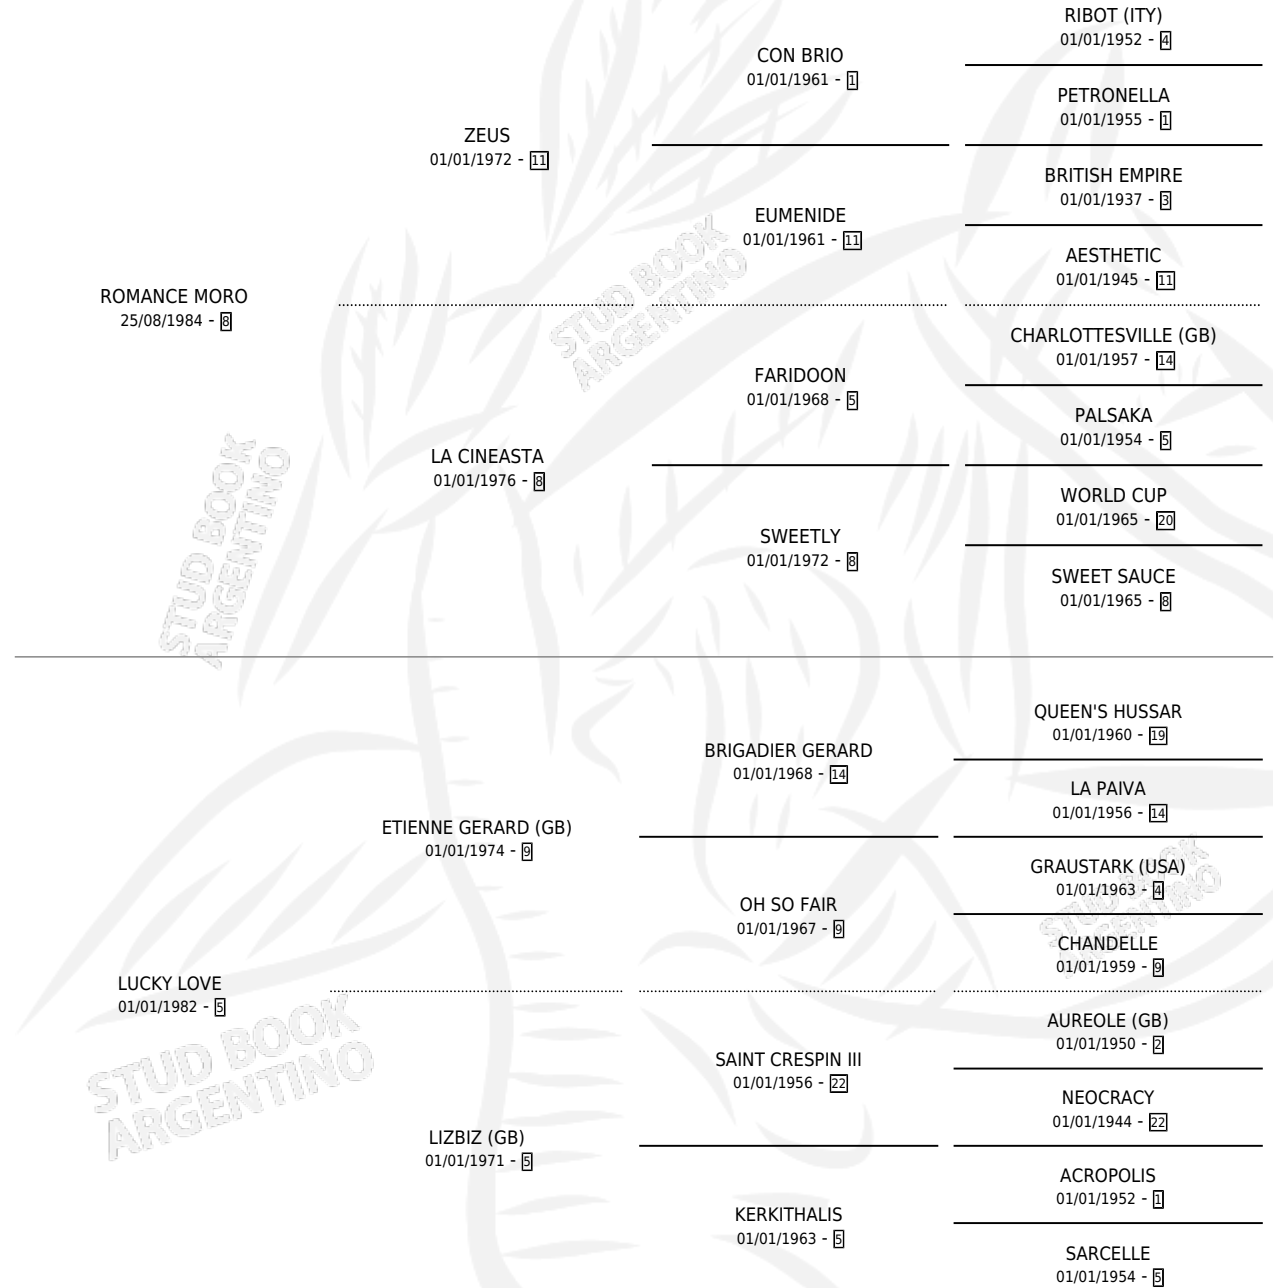 RIBOT (ITY)
01/01/1952 - 4
CON BRIO
01/01/1961 - 1
PETRONELLA
01/01/1955 - 1
ZEUS
01/01/1972 - 11
BRITISH EMPIRE
01/01/1937 - 3
EUMENIDE
01/01/1961 - 11
AESTHETIC
01/01/1945 - 11
ROMANCE MORO
25/08/1984 - 8
CHARLOTTESVILLE (GB)
01/01/1957 - 14
FARIDOON
01/01/1968 - 5
PALSAKA
01/01/1954 - 5
LA CINEASTA
01/01/1976 - 8
WORLD CUP
01/01/1965 - 20
SWEETLY
01/01/1972 - 8
SWEET SAUCE
01/01/1965 - 8
STUD BOOK
ARGENTINO
STUD BOOK
ARGENTINO
QUEEN'S HUSSAR
01/01/1960 - 19
BRIGADIER GERARD
01/01/1968 - 14
LA PAIVA
01/01/1956 - 14
ETIENNE GERARD (GB)
01/01/1974 - 9
GRAUSTARK (USA)
01/01/1963 - 4
OH SO FAIR
01/01/1967 - 9
CHANDELLE
01/01/1959 - 9
LUCKY LOVE
01/01/1982 - 5
AUREOLE (GB)
01/01/1950 - 2
SAINT CRESPIN III
01/01/1956 - 22
NEOCRACY
01/01/1944 - 22
LIZBIZ (GB)
01/01/1971 - 5
ACROPOLIS
01/01/1952 - 1
KERKITHALIS
01/01/1963 - 5
SARCELLE
01/01/1954 - 5
STUD BOOK
ARGENTINO
STUD BOOK
ARGENTINO